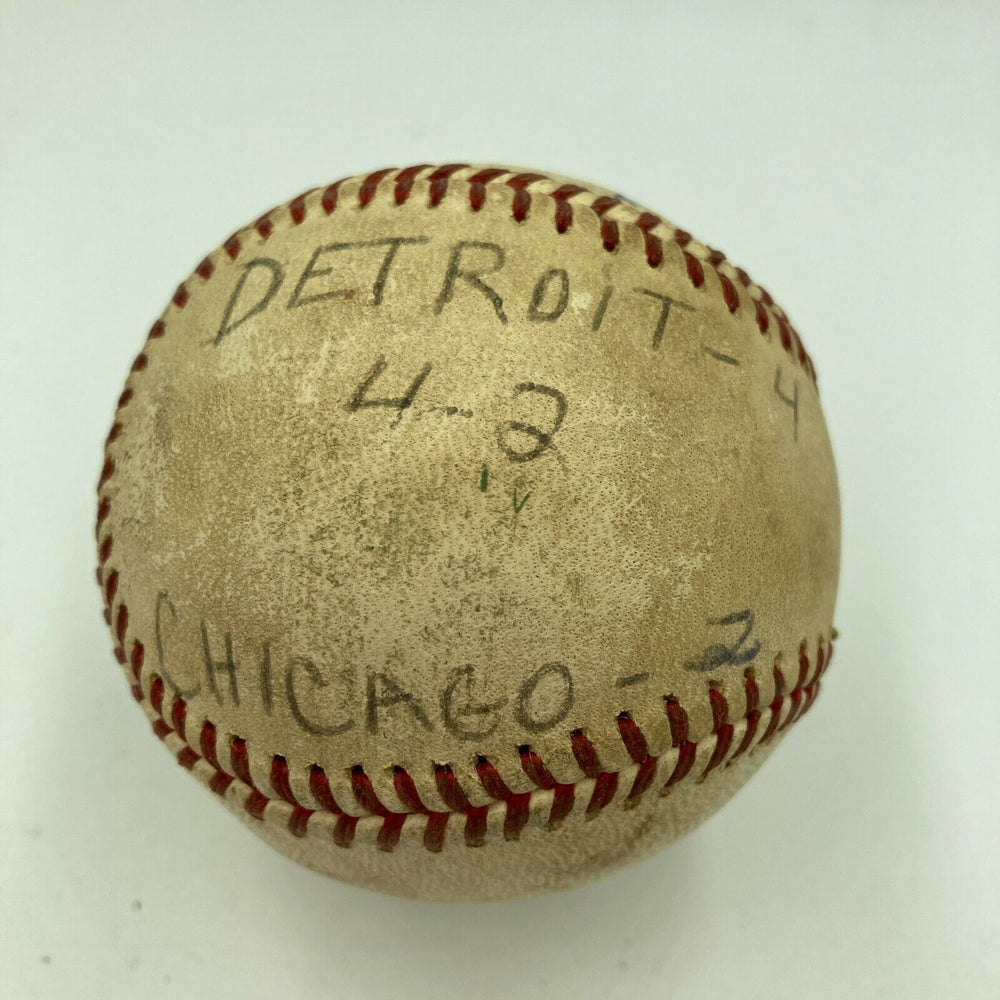 DETROIT - 4
4-2
CHICAGO - 2